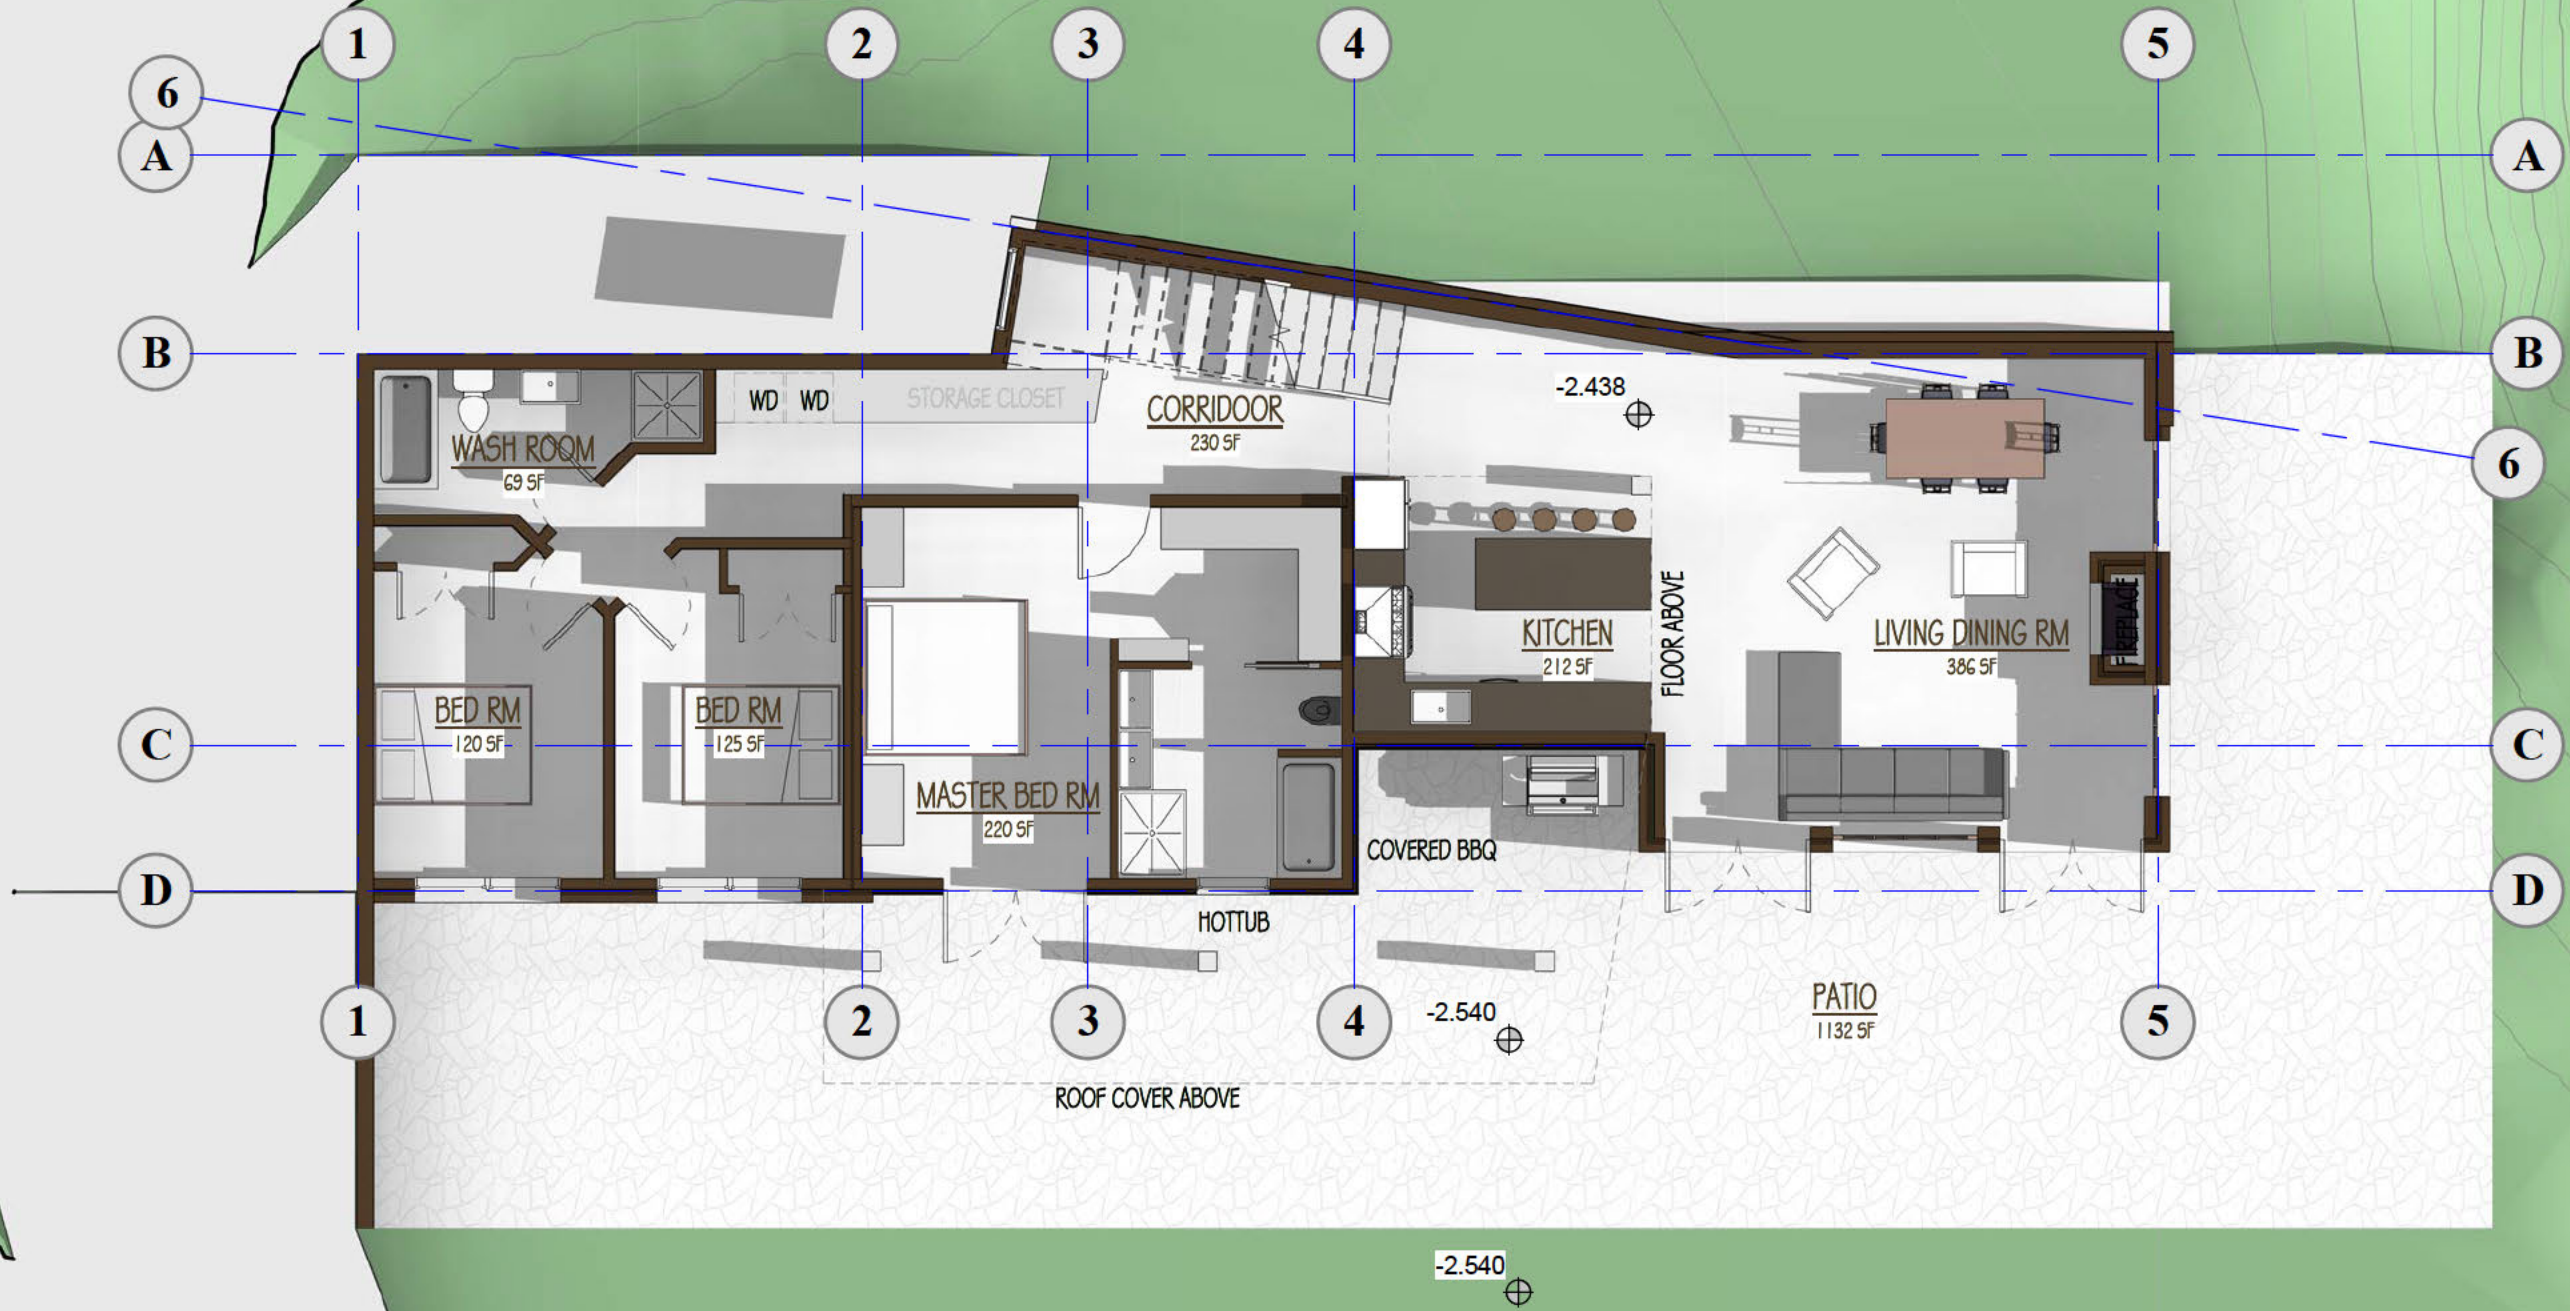 1
2
3
4
5
6
A
A
B
B
WD
WD
STORAGE CLOSET
CORRIDOOR
230 SF
-2.438
WASH ROOM
69 SF
6
FLOOR ABOVE
KITCHEN
212 SF
LIVING DINING RM
386 SF
FIREPLACE
BED RM
120 SF
BED RM
125 SF
C
C
MASTER BED RM
220 SF
COVERED BBQ
D
D
HOTTUB
PATIO
1132 SF
-2.540
1
2
3
4
5
ROOF COVER ABOVE
-2.540